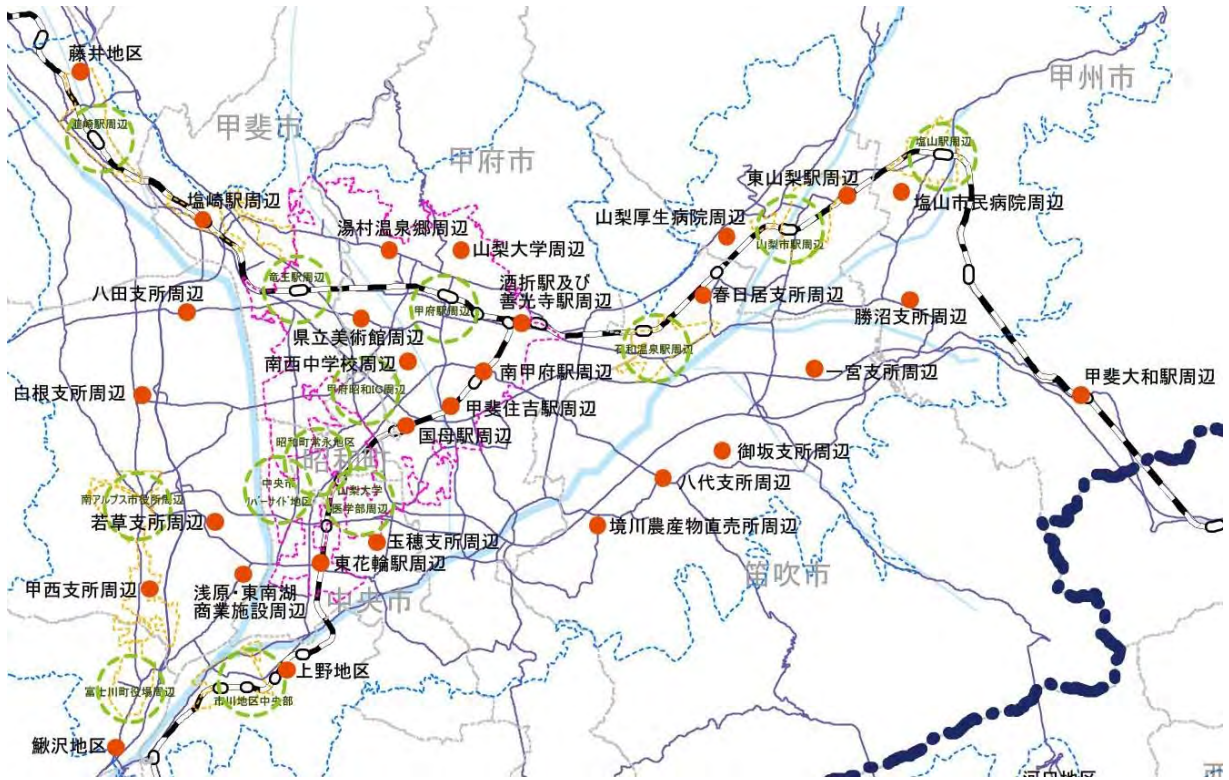 藤井地区
甲州市
韮崎駅周辺
甲斐市
塩山駅周辺
甲府市
東山梨駅周辺
塩山市民病院周辺
塩崎駅周辺
山梨厚生病院周辺
湯村温泉郷周辺
山梨大学周辺
山梨市駅周辺
竜王駅周辺
酒折駅及び
善光寺駅周辺
八田支所周辺
春日居支所周辺
甲府駅周辺
勝沼支所周辺
県立美術館周辺
石和温泉駅周辺
南西中学校周辺
南甲府駅周辺
一宮支所周辺
甲斐大和駅周辺
白根支所周辺
甲府昭和IC周辺
甲斐住吉駅周辺
国母駅周辺
昭和町常永地区
御坂支所周辺
昭和町
八代支所周辺
中央市
リバーサイド地区
山梨大学
医学部周辺
南アルプス市役所周辺
若草支所周辺
境川農産物直売所周辺
玉穂支所周辺
東花輪駅周辺
笛吹市
甲西支所周辺
浅原・東南湖
商業施設周辺
中央市
上野地区
富士川町役場周辺
市川地区中央部
鰍沢地区